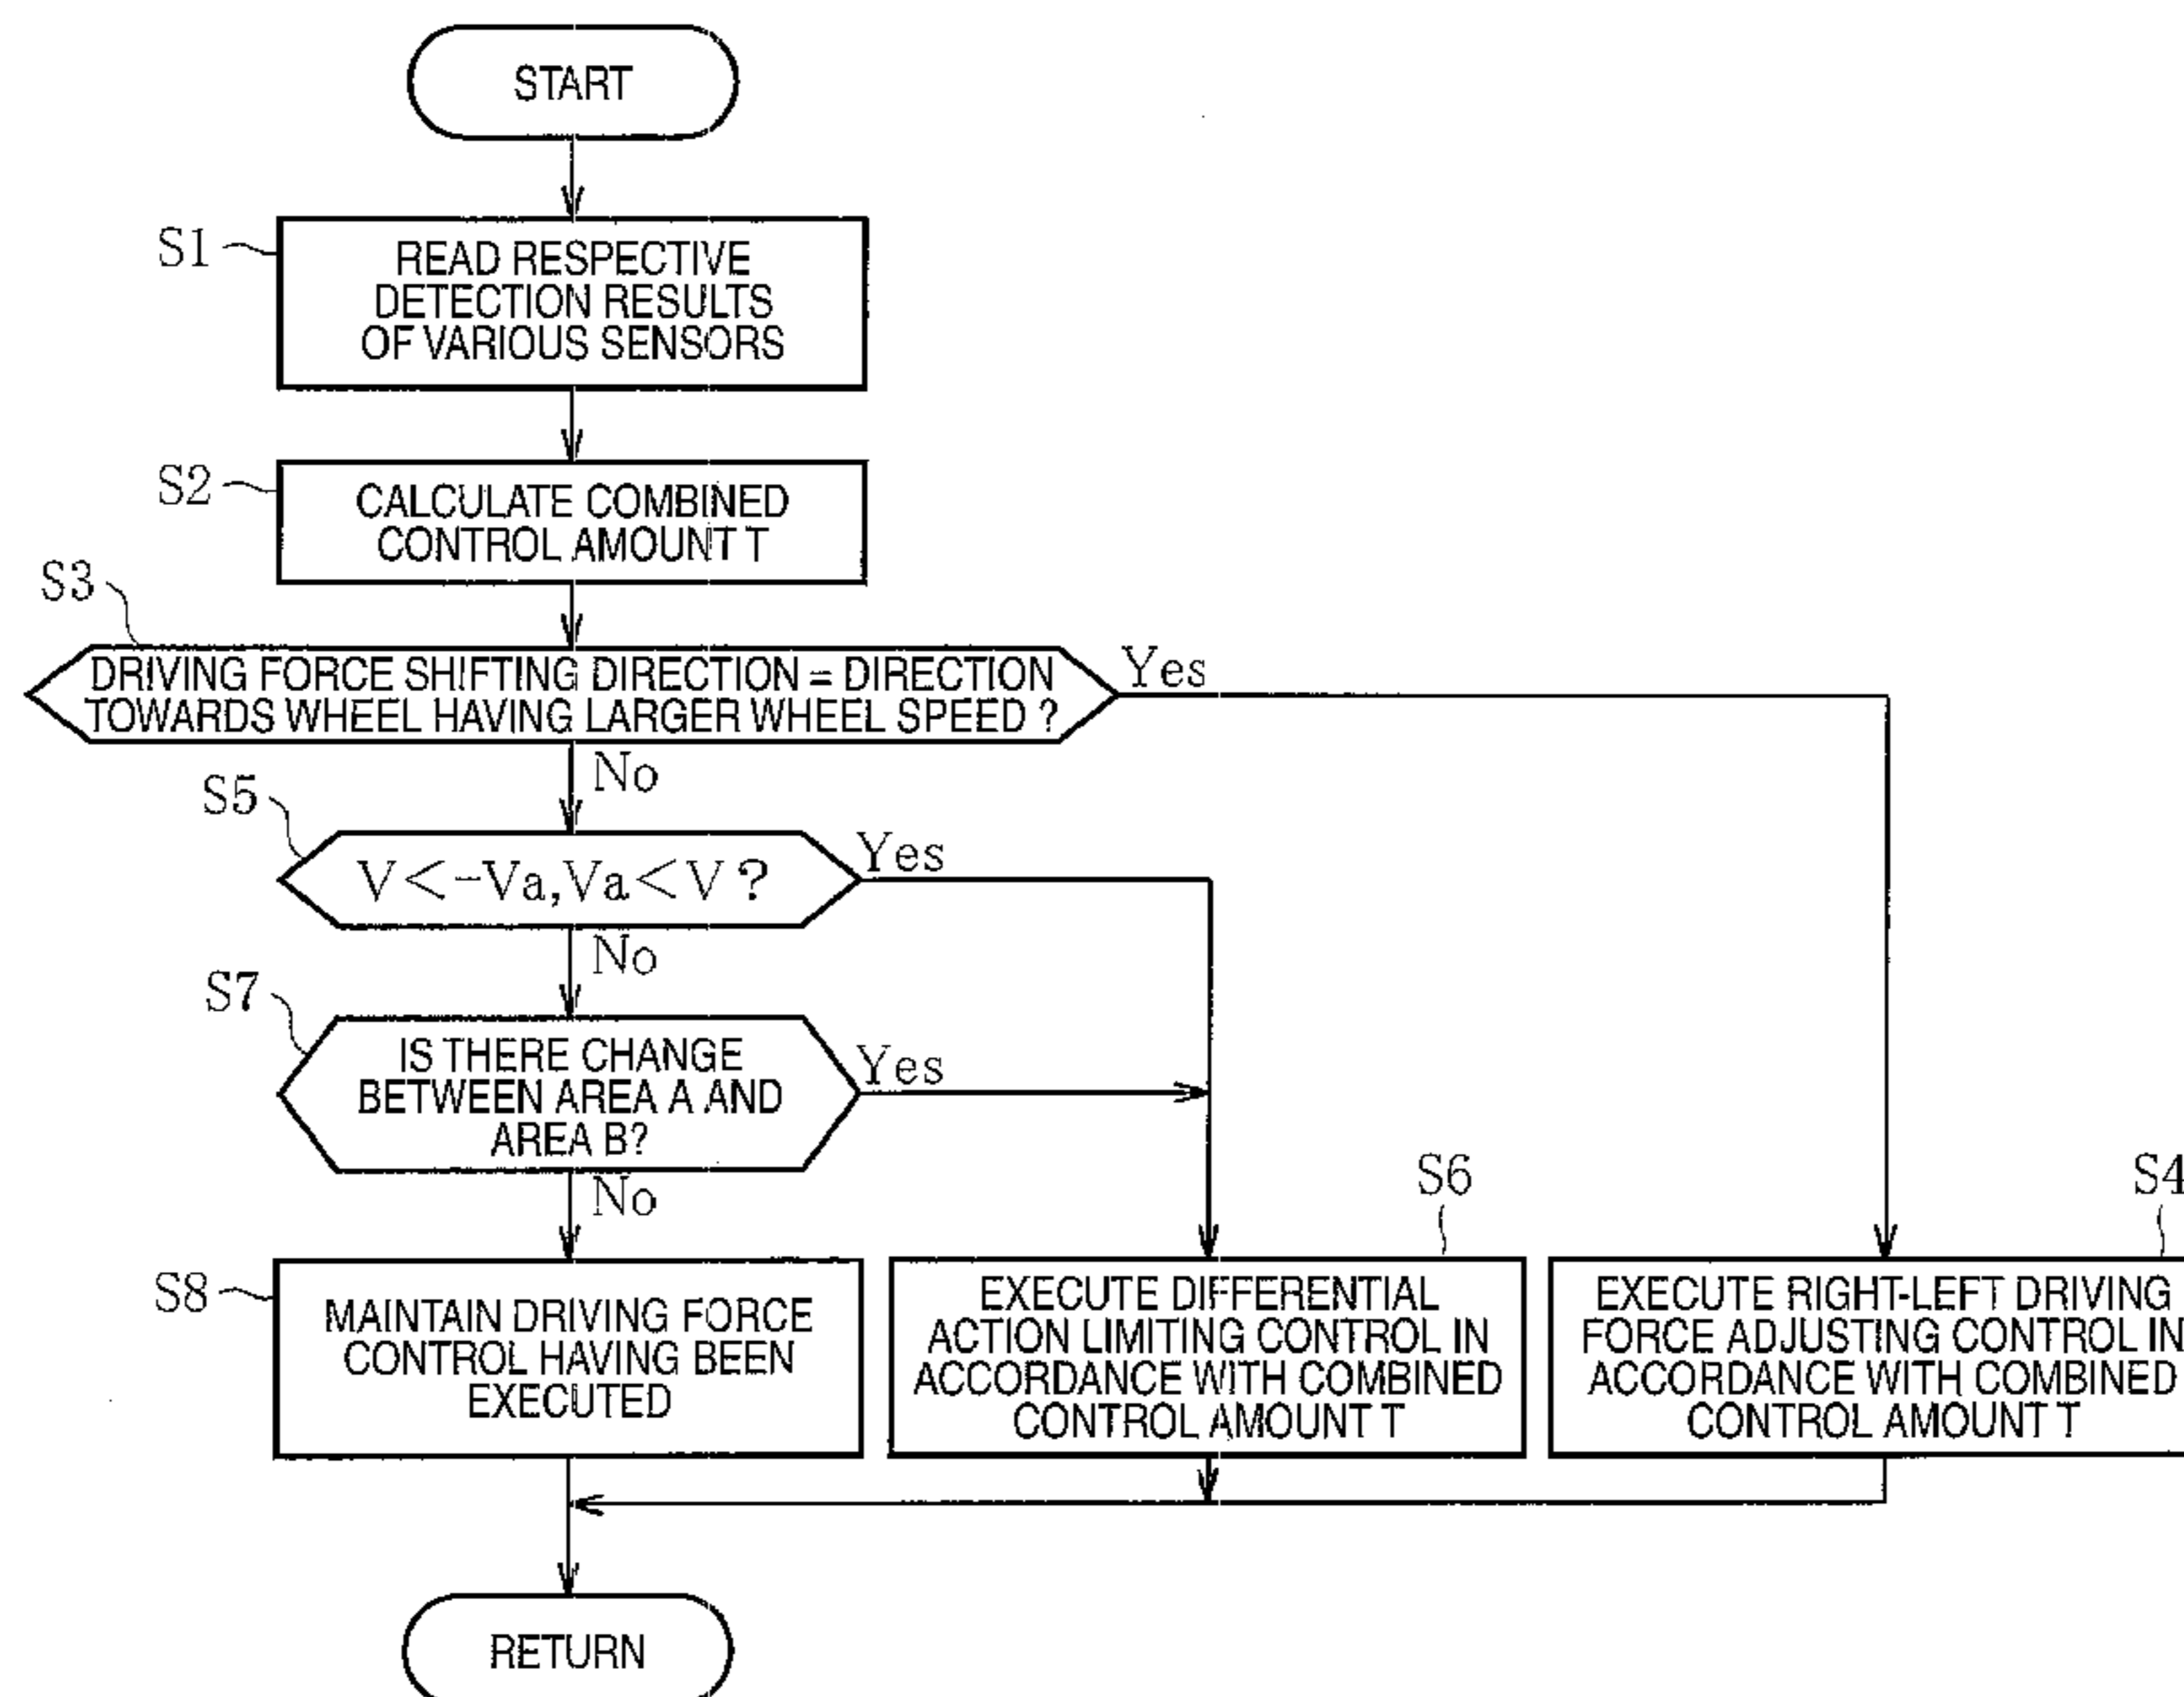 START
S1
READ RESPECTIVE
DETECTION RESULTS
OF VARIOUS SENSORS
S2
CALCULATE COMBINED
CONTROL AMOUNT T
S3
DRIVING FORCE SHIFTING DIRECTION = DIRECTION
TOWARDS WHEEL HAVING LARGER WHEEL SPEED ?
Yes
No
S5
V<-Va,Va<V ?
Yes
No
S7
IS THERE CHANGE
BETWEEN AREA A AND
AREA B?
Yes
No
S8
MAINTAIN DRIVING FORCE
CONTROL HAVING BEEN
EXECUTED
S6
EXECUTE DIFFERENTIAL
ACTION LIMITING CONTROL IN
ACCORDANCE WITH COMBINED
CONTROL AMOUNT T
S4
EXECUTE RIGHT-LEFT DRIVING
FORCE ADJUSTING CONTROL IN
ACCORDANCE WITH COMBINED
CONTROL AMOUNT T
RETURN